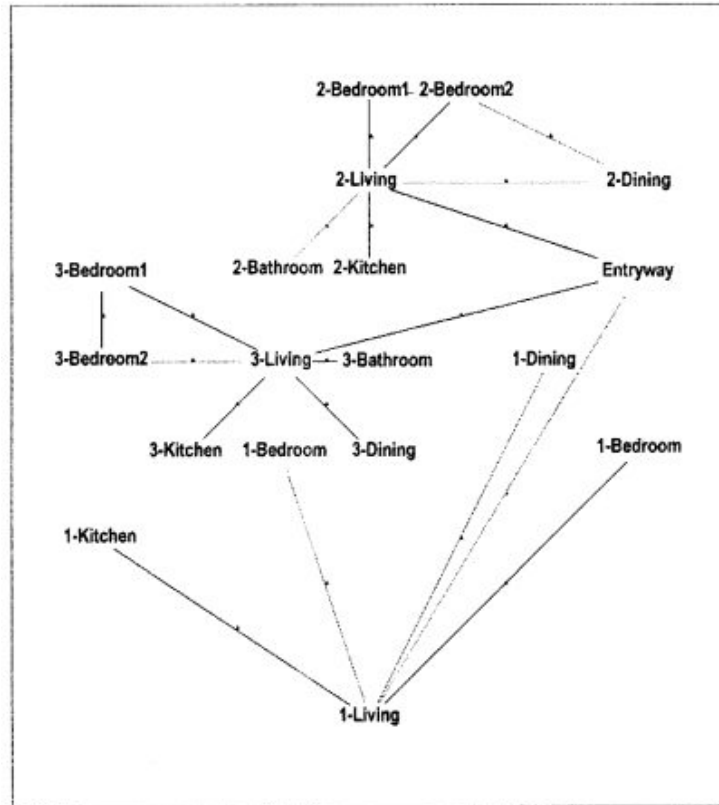 2-Bedroom1 2-Bedroom2
2-Living 2-Dining
2-Bathroom 2-Kitchen Entryway
3-Bedroom1
3-Bedroom2 3-Living 3-Bathroom 1-Dining
3-Kitchen 1-Bedroom 3-Dining 1-Bedroom
1-Kitchen
1-Living